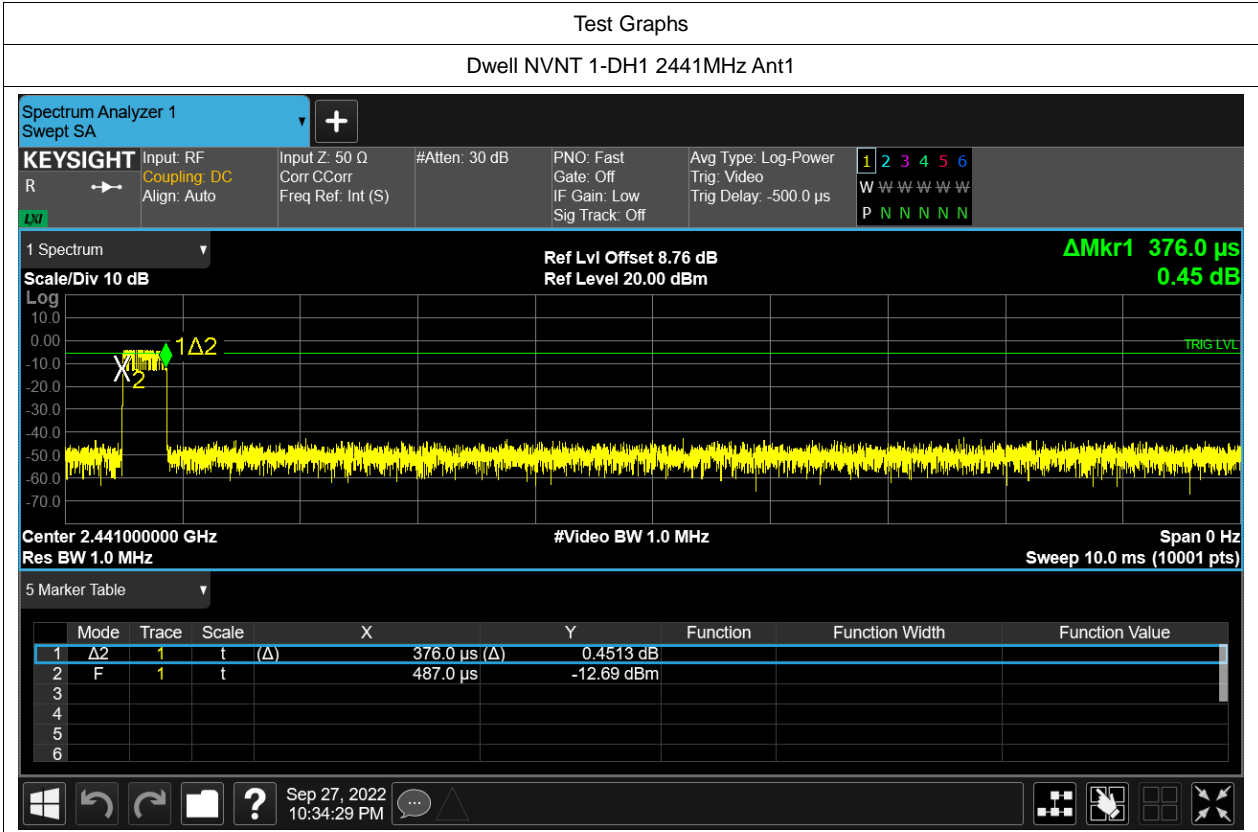 Test Graphs
Dwell NVNT 1-DH1 2441MHz Ant1
Spectrum Analyzer 1
Swept SA
KEYSIGHT
R
LXI
Input: RF
Coupling: DC
Align: Auto
Input Z: 50 Ω
Corr CCorr
Freq Ref: Int (S)
#Atten: 30 dB
PNO: Fast
Gate: Off
IF Gain: Low
Sig Track: Off
Avg Type: Log-Power
Trig: Video
Trig Delay: -500.0 µs
1 2 3 4 5 6
W W W W W W
P N N N N N
1 Spectrum
Scale/Div 10 dB
Ref Lvl Offset 8.76 dB
Ref Level 20.00 dBm
ΔMkr1 376.0 µs
0.45 dB
Log
10.0
0.00
-10.0
-20.0
-30.0
-40.0
-50.0
-60.0
-70.0
1Δ2
X2
TRIG LVL
Center 2.441000000 GHz
Res BW 1.0 MHz
#Video BW 1.0 MHz
Span 0 Hz
Sweep 10.0 ms (10001 pts)
5 Marker Table
Mode Trace Scale X Y Function Function Width Function Value
1 Δ2 1 t (Δ) 376.0 µs (Δ) 0.4513 dB
2 F 1 t 487.0 µs -12.69 dBm
3
4
5
6
?
Sep 27, 2022
10:34:29 PM